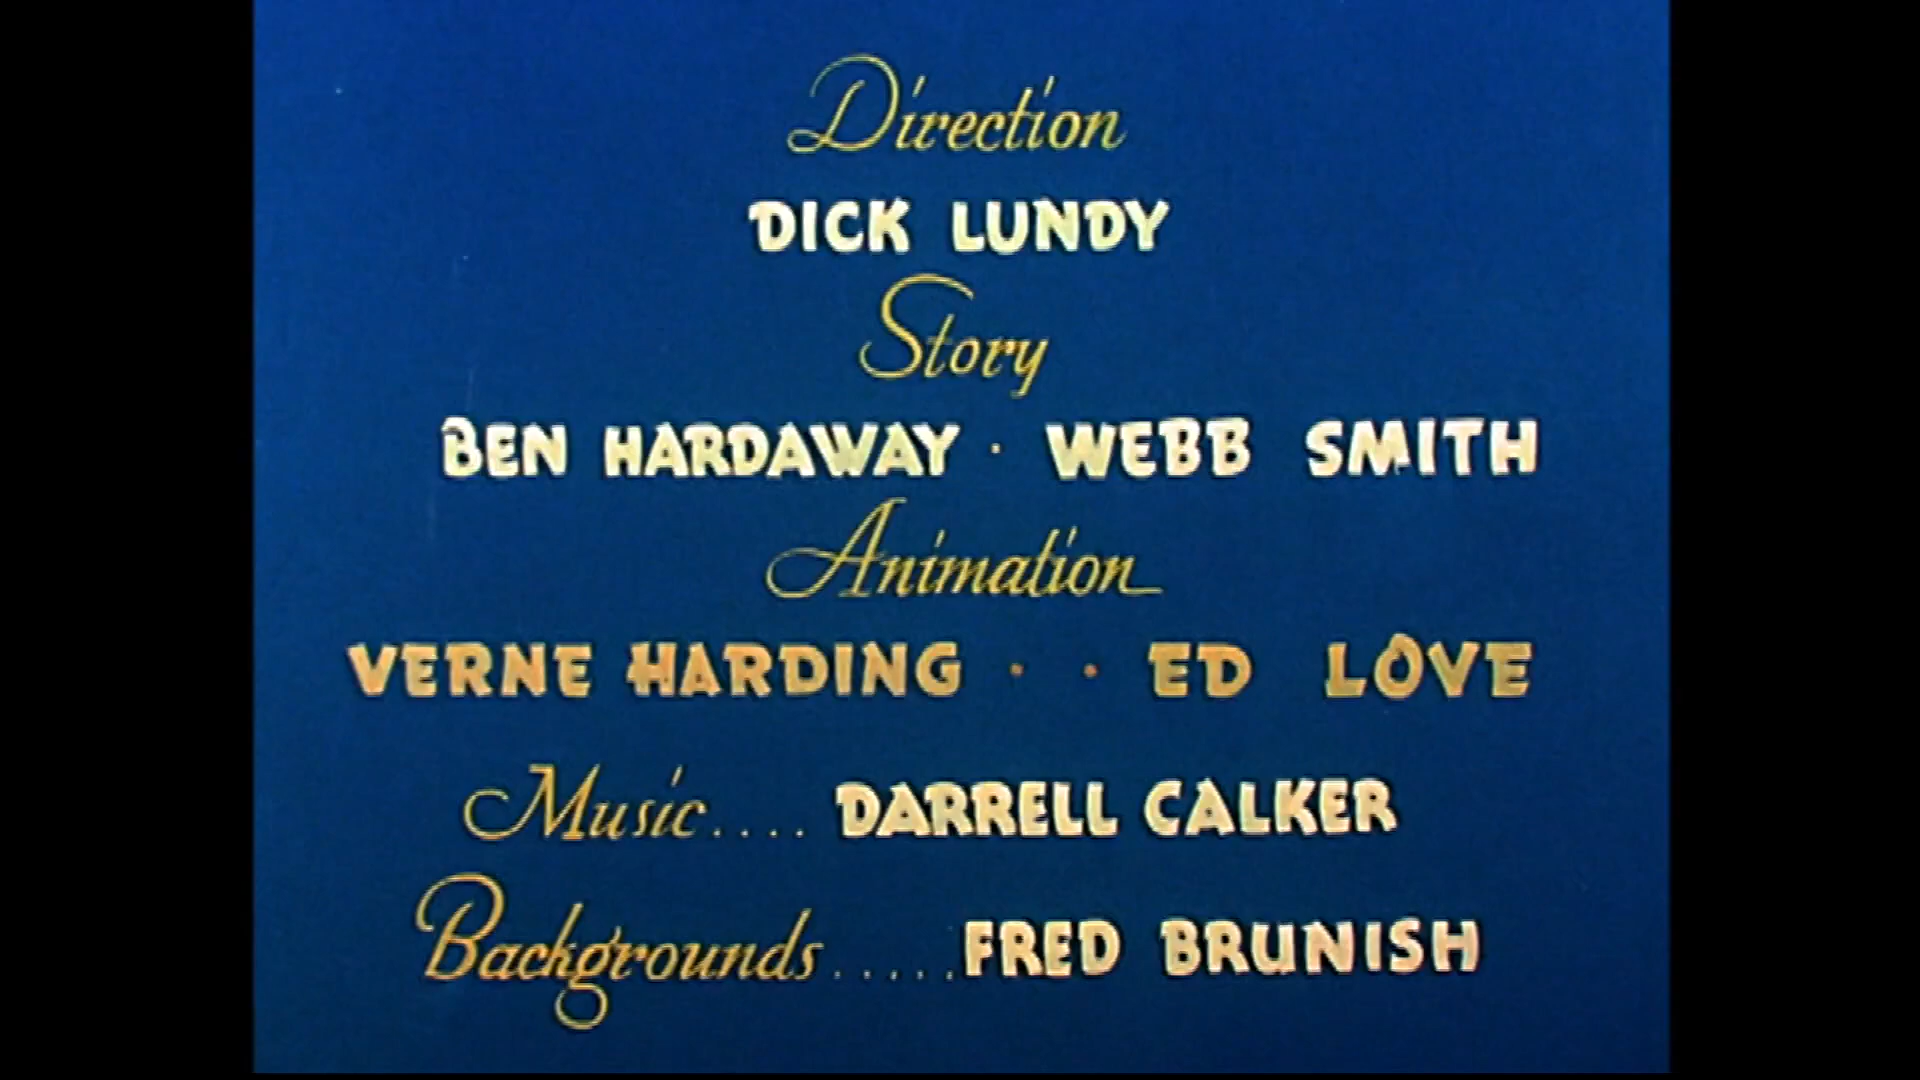 Direction
DICK LUNDY
Story
BEN HARDAWAY · WEBB SMITH
Animation
VERNE HARDING · · ED LOVE
Music.... DARRELL CALKER
Backgrounds.....FRED BRUNISH